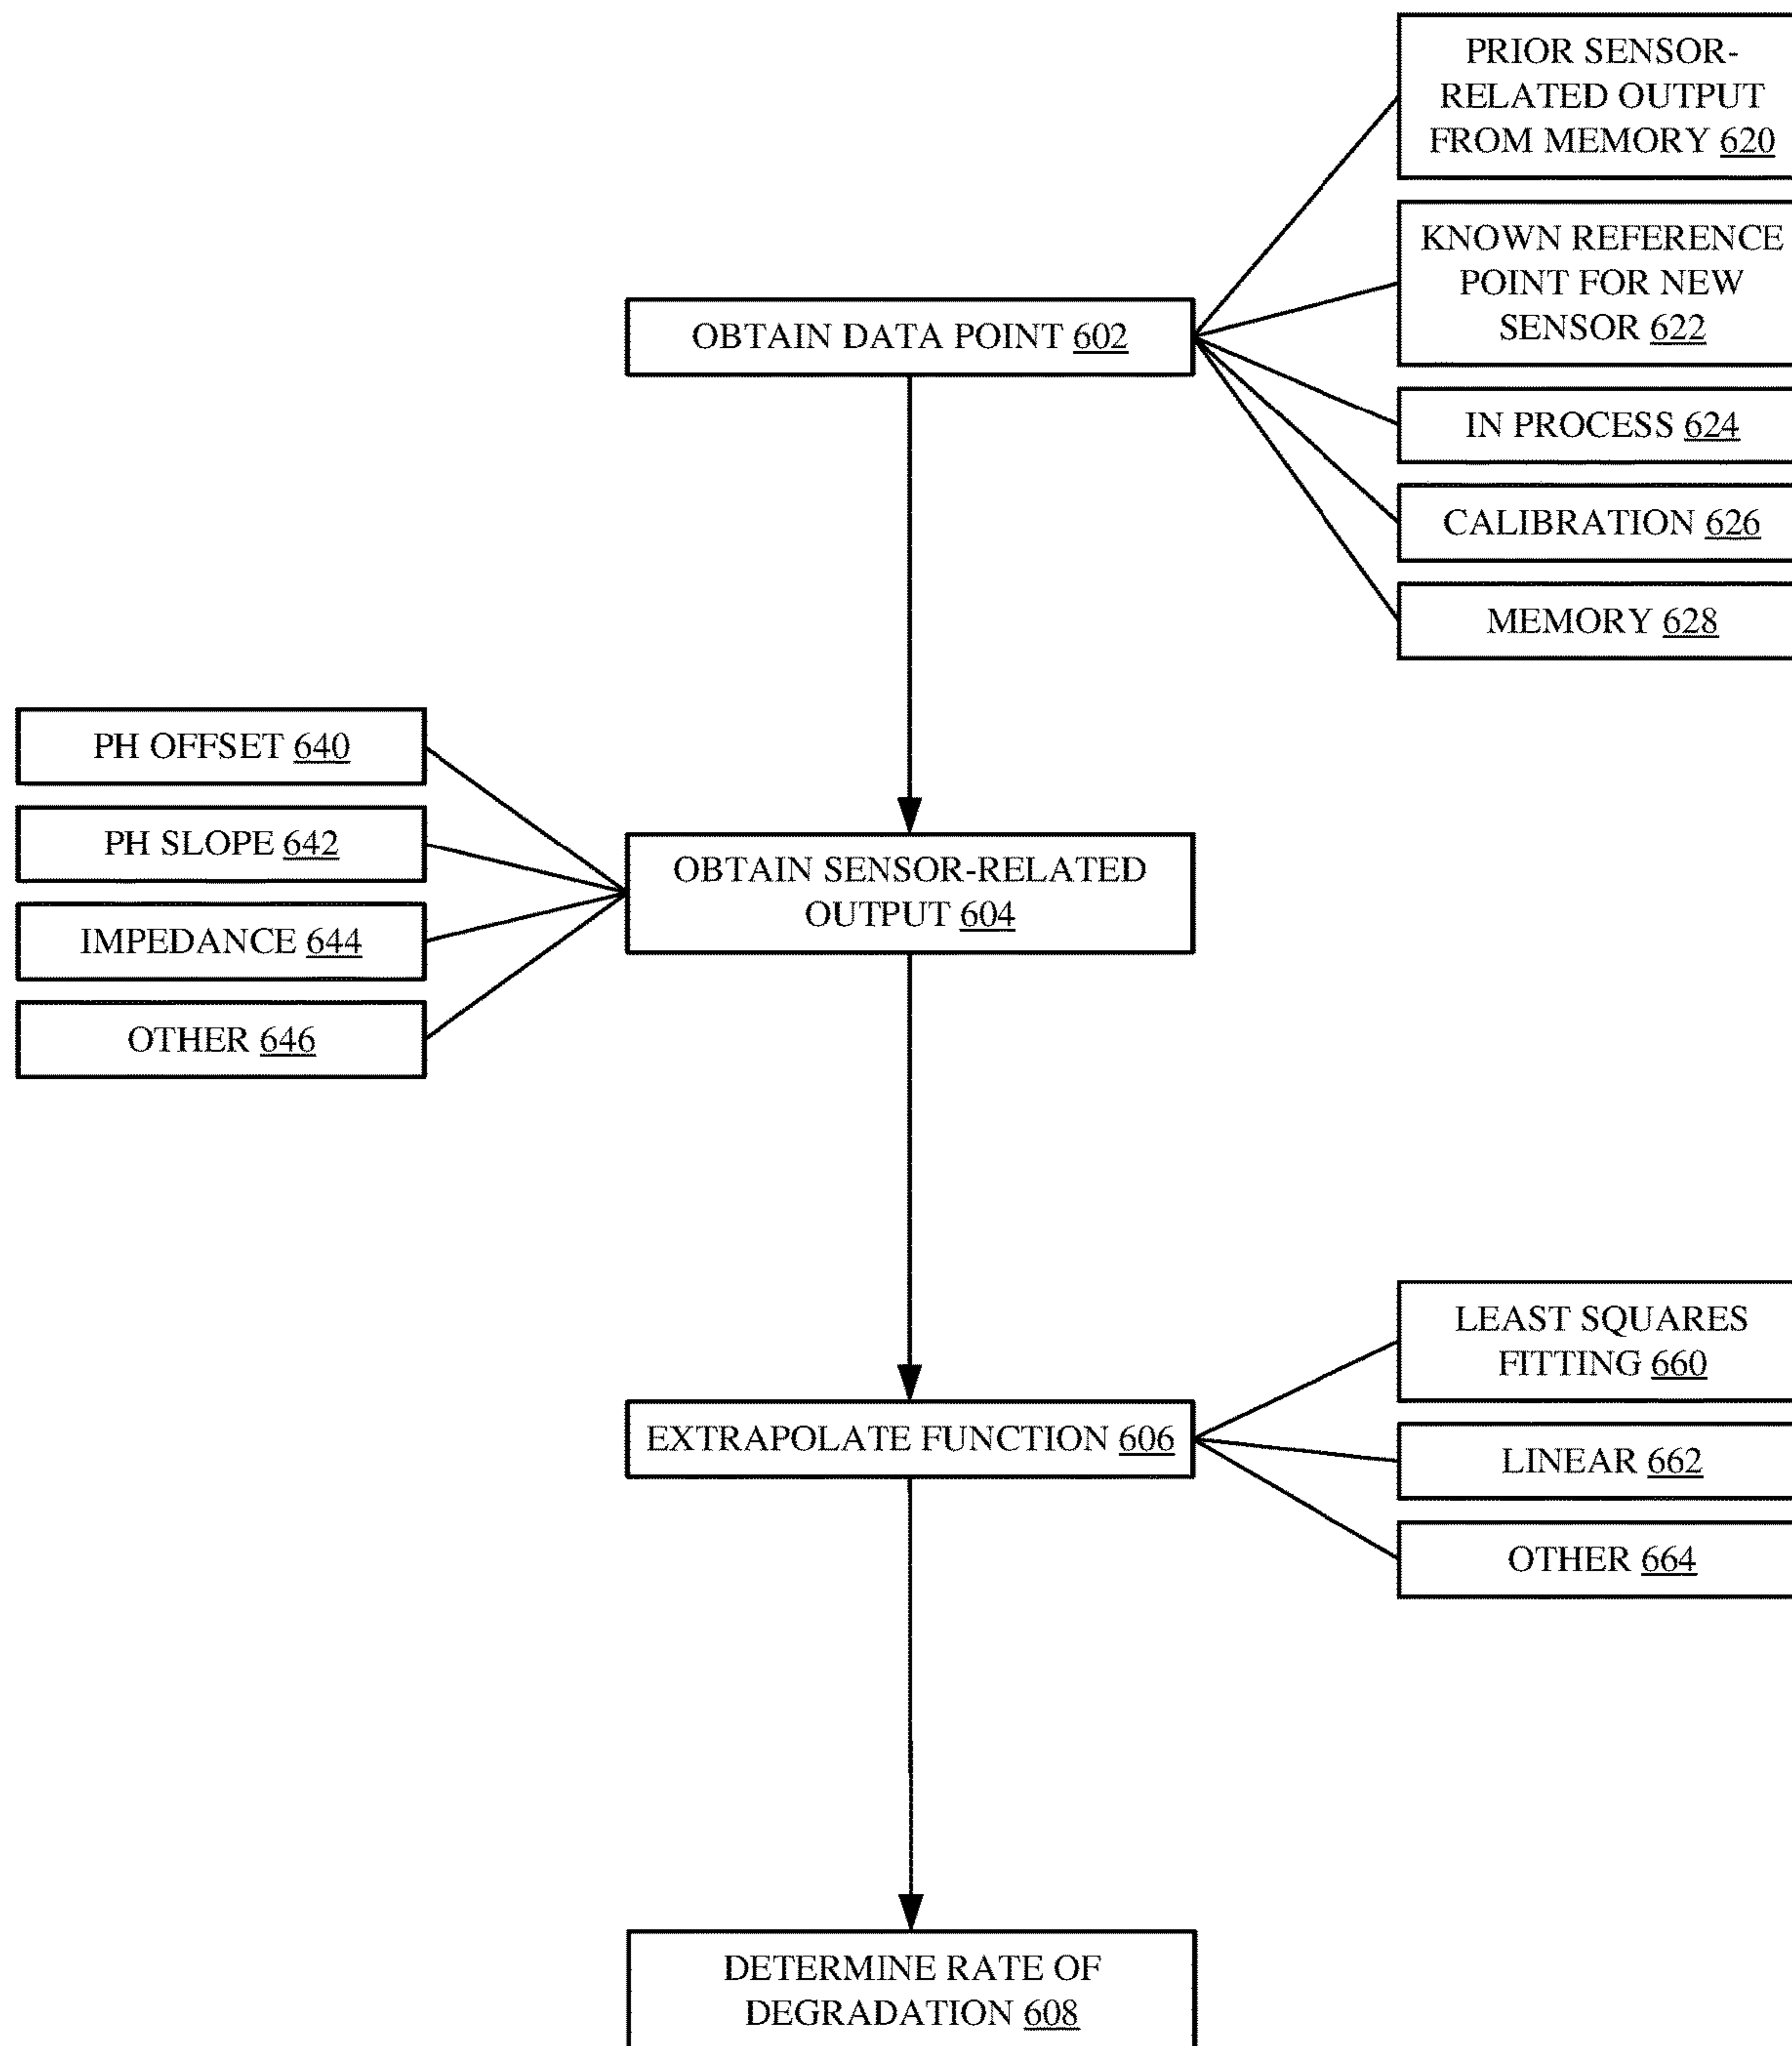 PRIOR SENSOR-
RELATED OUTPUT
FROM MEMORY 620
KNOWN REFERENCE
POINT FOR NEW
SENSOR 622
OBTAIN DATA POINT 602
IN PROCESS 624
CALIBRATION 626
MEMORY 628
PH OFFSET 640
PH SLOPE 642
IMPEDANCE 644
OTHER 646
OBTAIN SENSOR-RELATED
OUTPUT 604
LEAST SQUARES
FITTING 660
EXTRAPOLATE FUNCTION 606
LINEAR 662
OTHER 664
DETERMINE RATE OF
DEGRADATION 608